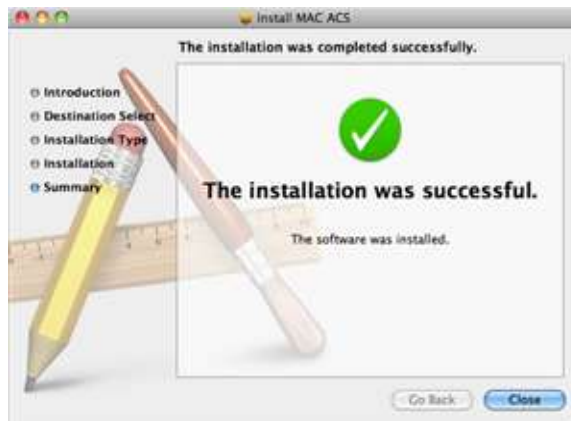 Install MAC ACS
The installation was completed successfully.
Introduction
Destination Select
Installation Type
Installation
Summary
The installation was successful.
The software was installed.
Go Back
Close